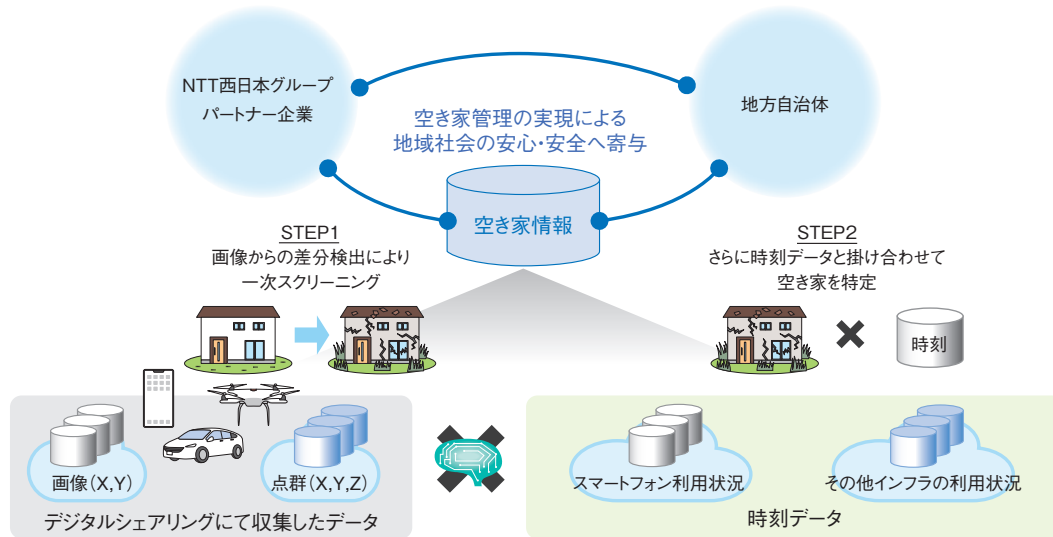 NTT西日本グループ
パートナー企業
地方自治体
空き家管理の実現による
地域社会の安心・安全へ寄与
空き家情報
STEP1
画像からの差分検出により
一次スクリーニング
STEP2
さらに時刻データと掛け合わせて
空き家を特定
時刻
画像(X,Y)
点群(X,Y,Z)
デジタルシェアリングにて収集したデータ
スマートフォン利用状況
その他インフラの利用状況
時刻データ